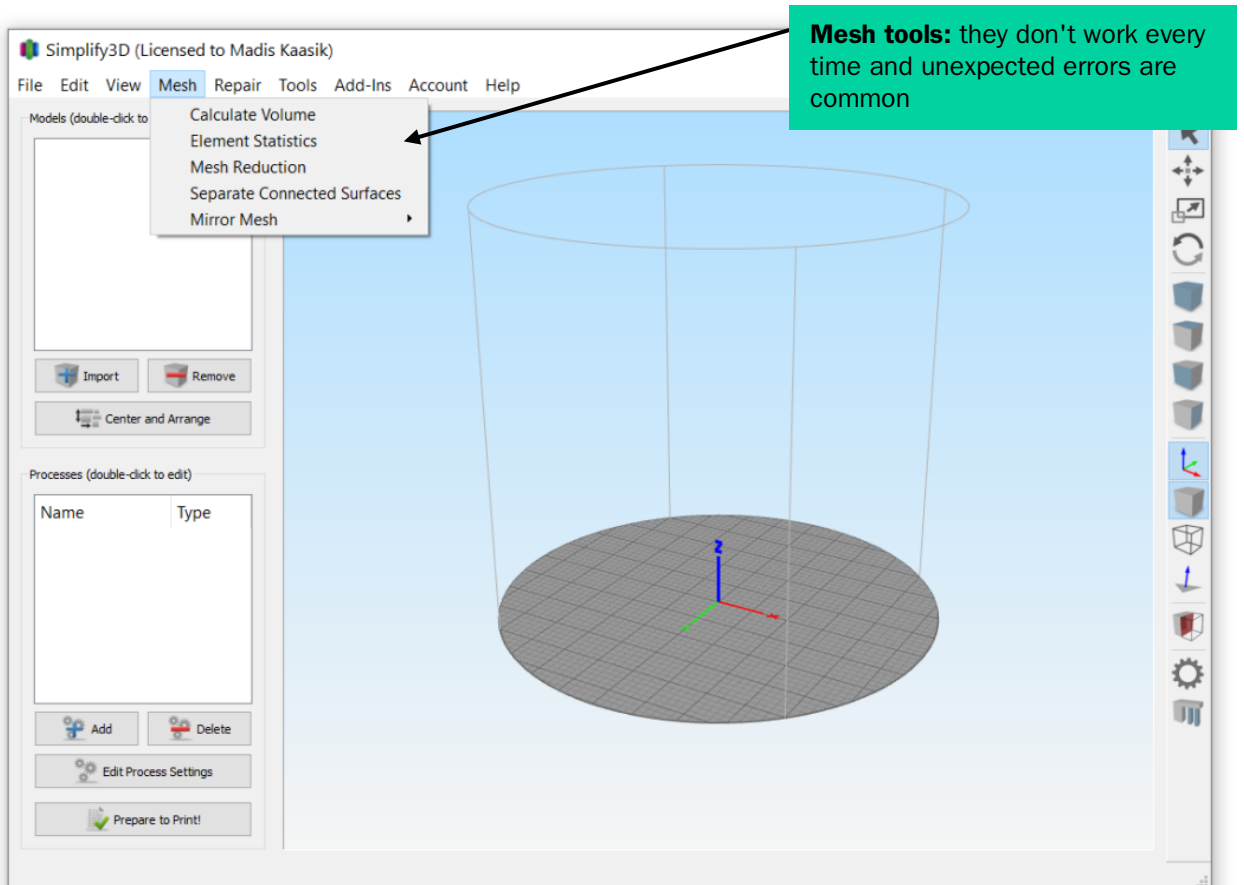 Mesh tools: they don't work every
time and unexpected errors are
common
Simplify3D (Licensed to Madis Kaasik)
File Edit View Mesh Repair Tools Add-Ins Account Help
Models (double-click to
Calculate Volume
Element Statistics
Mesh Reduction
Separate Connected Surfaces
Mirror Mesh
Import Remove
Center and Arrange
Processes (double-click to edit)
Name Type
Add Delete
Edit Process Settings
Prepare to Print!
Z